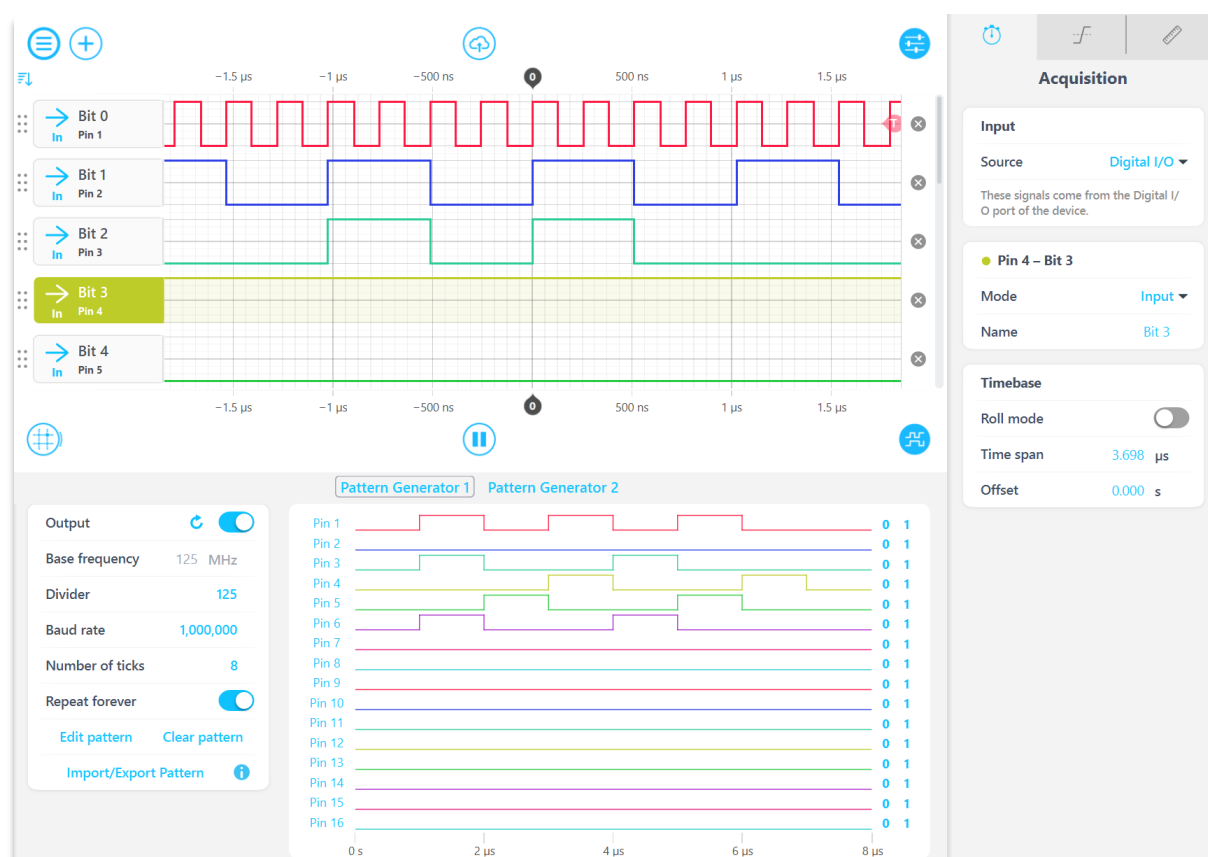 Acquisition
−1.5 µs −1 µs −500 ns 0 500 ns 1 µs 1.5 µs
Bit 0
In Pin 1
T
Bit 1
In Pin 2
Bit 2
In Pin 3
Bit 3
In Pin 4
Bit 4
In Pin 5
−1.5 µs −1 µs −500 ns 0 500 ns 1 µs 1.5 µs
Input
Source Digital I/O
These signals come from the Digital I/
O port of the device.
Pin 4 – Bit 3
Mode Input
Name Bit 3
Timebase
Roll mode
Time span 3.698 µs
Offset 0.000 s
Pattern Generator 1 Pattern Generator 2
Output
Base frequency 125 MHz
Divider 125
Baud rate 1,000,000
Number of ticks 8
Repeat forever
Edit pattern Clear pattern
Import/Export Pattern i
Pin 1 0 1
Pin 2 0 1
Pin 3 0 1
Pin 4 0 1
Pin 5 0 1
Pin 6 0 1
Pin 7 0 1
Pin 8 0 1
Pin 9 0 1
Pin 10 0 1
Pin 11 0 1
Pin 12 0 1
Pin 13 0 1
Pin 14 0 1
Pin 15 0 1
Pin 16 0 1
0 s 2 µs 4 µs 6 µs 8 µs